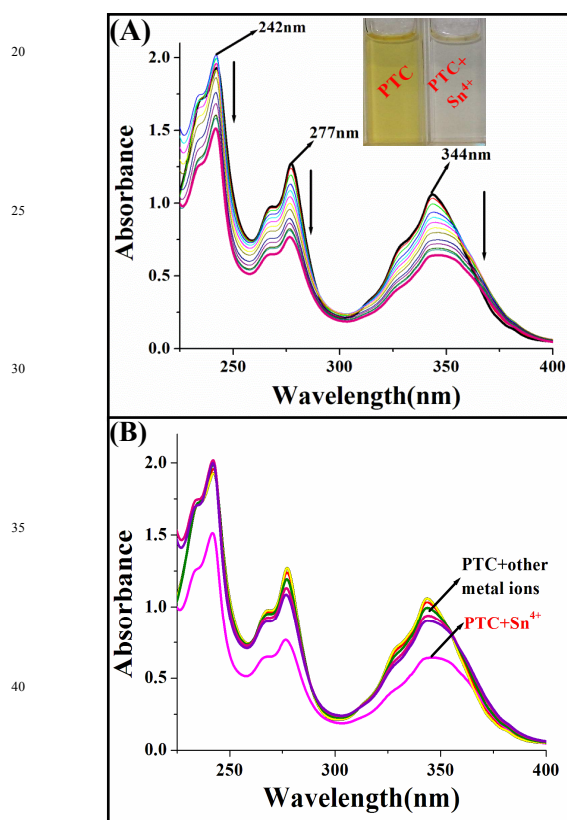 20
25
30
35
40
(A)
242nm
277nm
344nm
PTC
PTC+
Sn4+
2.0
1.5
1.0
0.5
0.0
Absorbance
250
300
350
400
Wavelength(nm)
(B)
PTC+other
metal ions
PTC+Sn4+
2.0
1.5
1.0
0.5
0.0
Absorbance
250
300
350
400
Wavelength(nm)